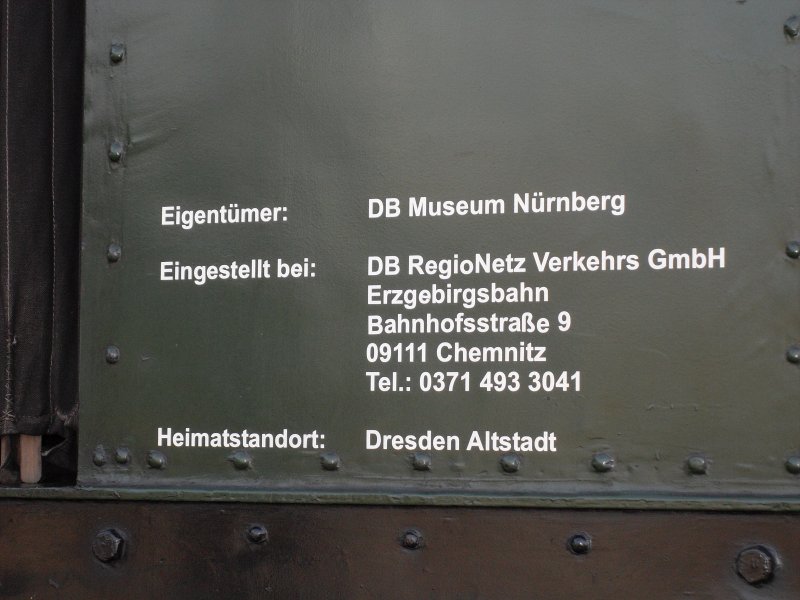 Eigentümer: DB Museum Nürnberg
Eingestellt bei: DB RegioNetz Verkehrs GmbH
Erzgebirgsbahn
Bahnhofsstraße 9
09111 Chemnitz
Tel.: 0371 493 3041
Heimatstandort: Dresden Altstadt